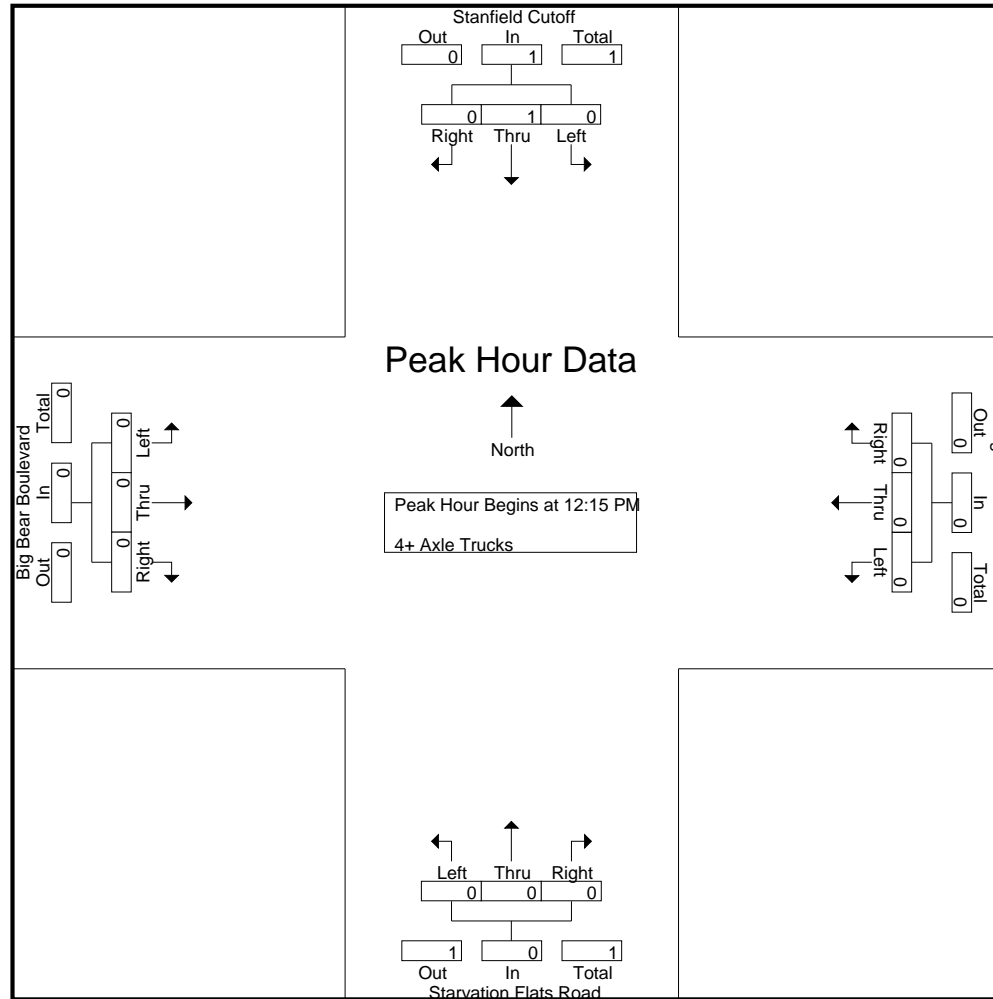 Stanfield Cutoff
Out In Total
0 1 1
0 1 0
Right Thru Left
Peak Hour Data
North
Peak Hour Begins at 12:15 PM
4+ Axle Trucks
Big Bear Boulevard
Out In Total
0 0 0
0 0 0
Right Thru Left
Out In Total
0 0 0
0 0 0
Right Thru Left
Left Thru Right
0 0 0
1 0 1
Out In Total
Starvation Flats Road